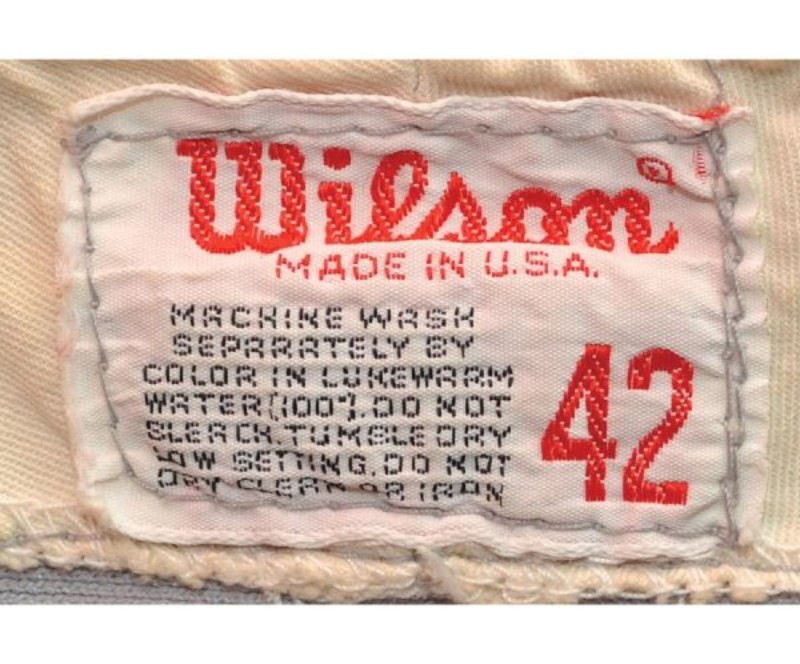 Wilson®
MADE IN U.S.A.
MACHINE WASH
SEPARATELY BY
COLOR IN LUKEWARM
WATER (100°). DO NOT
BLEACH. TUMBLE DRY
LOW SETTING. DO NOT
DRY CLEAN OR IRON
42